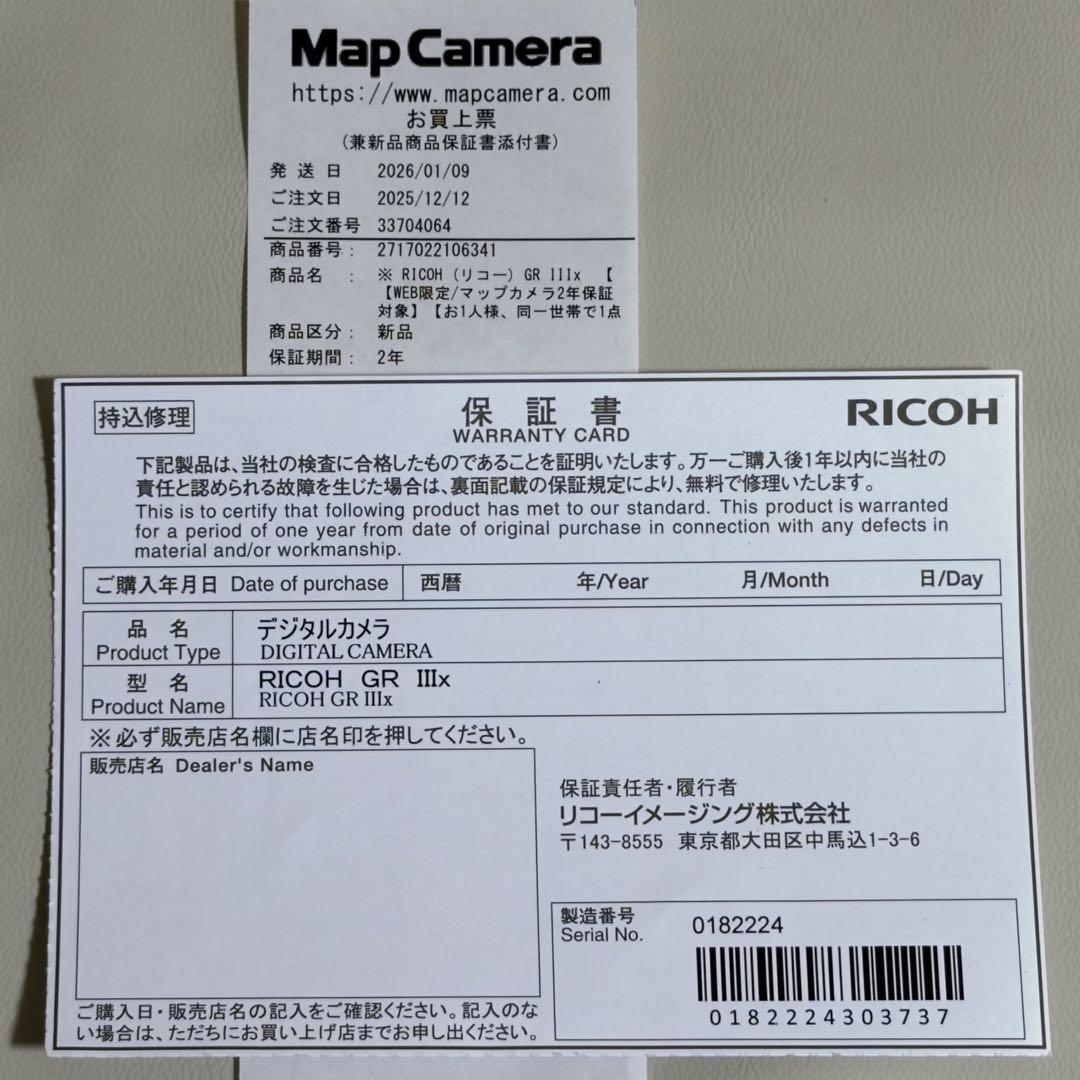 Map Camera
https://www.mapcamera.com
お買上票
(兼新品商品保証書添付書)
発送日 2026/01/09
ご注文日 2025/12/12
ご注文番号 33704064
商品番号: 2717022106341
商品名 : ※ RICOH (リコー) GR IIIx 【
【WEB限定/マップカメラ2年保証
対象】【お1人様、同一世帯で1点
商品区分: 新品
保証期間: 2年
持込修理
保証書
WARRANTY CARD
RICOH
下記製品は、当社の検査に合格したものであることを証明いたします。万一ご購入後1年以内に当社の
責任と認められる故障を生じた場合は、裏面記載の保証規定により、無料で修理いたします。
This is to certify that following product has met to our standard. This product is warranted
for a period of one year from date of original purchase in connection with any defects in
material and/or workmanship.
ご購入年月日 Date of purchase 西暦 年/Year 月/Month 日/Day
品名 デジタルカメラ
Product Type DIGITAL CAMERA
型名 RICOH GR IIIx
Product Name RICOH GR IIIx
※必ず販売店名欄に店名印を押してください。
販売店名 Dealer's Name
保証責任者・履行者
リコーイメージング株式会社
〒143-8555 東京都大田区中馬込1-3-6
製造番号
Serial No. 0182224
0182224303737
ご購入日・販売店名の記入をご確認ください。記入のな
い場合は、ただちにお買い上げ店までお申し出ください。